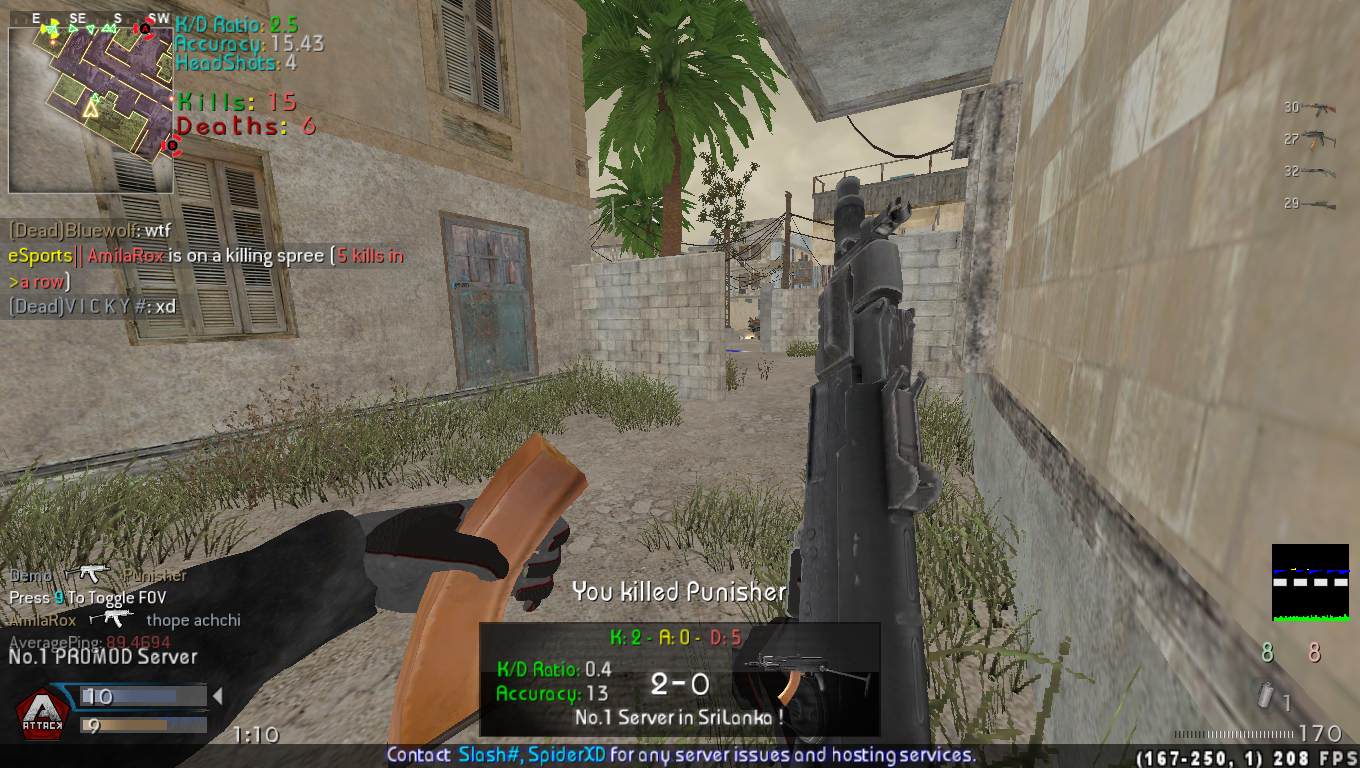 E SE S SW
A
B
K/D Ratio: 2.5
Accuracy: 15.43
HeadShots: 4
Kills: 15
Deaths: 6
30
27
32
29
(Dead)Bluewolf: wtf
eSports|| AmilaRox is on a killing spree (5 kills in
>a row)
(Dead)V I C K Y #: xd
Demo Punisher
Press 9 To Toggle FOV
AmilaRox thope achchi
AveragePing: 89.4694
No.1 PROMOD Server
ATTACK
10
9
1:10
You killed Punisher
K: 2 - A: 0 - D: 5
K/D Ratio: 0.4
Accuracy: 13
2-0
No.1 Server in SriLanka !
8 8
1
170
Contact Slash#, SpiderXD for any server issues and hosting services.
(167-250, 1) 208 FPS